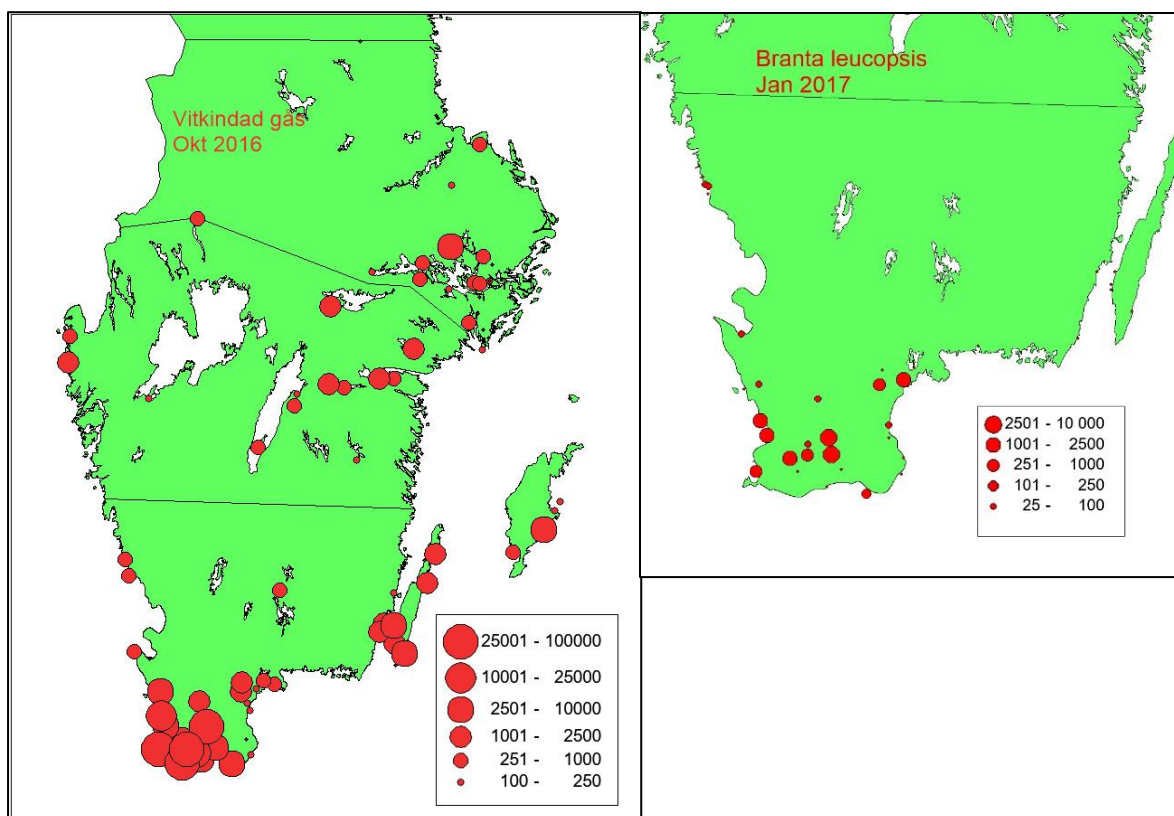 Vitkindad gås
Okt 2016
25001 - 100000
10001 - 25000
2501 - 10000
1001 - 2500
251 - 1000
100 - 250
Branta leucopsis
Jan 2017
2501 - 10 000
1001 - 2500
251 - 1000
101 - 250
25 - 100